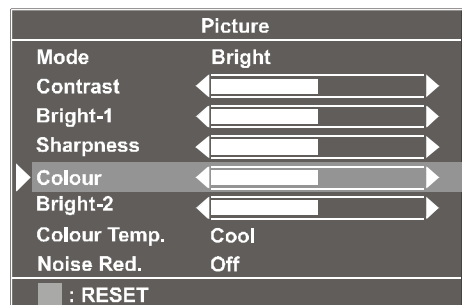 Picture
Mode Bright
Contrast
Bright-1
Sharpness
Colour
Bright-2
Colour Temp. Cool
Noise Red. Off
: RESET